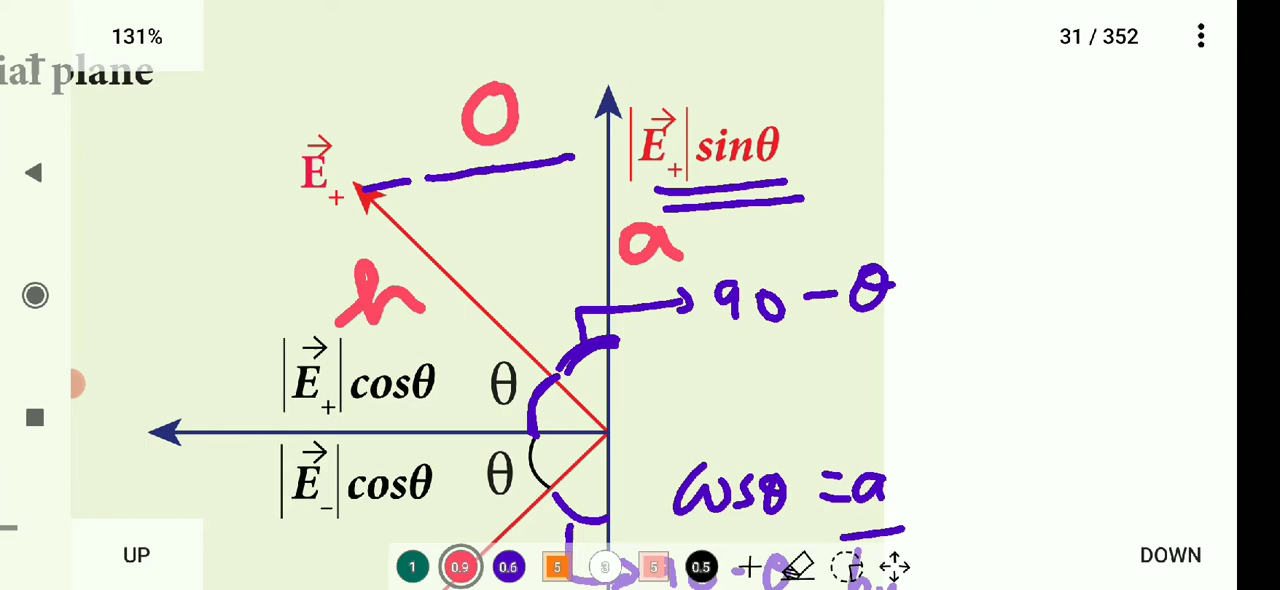 131%
31 / 352
ial plane
O
|E₊|sinθ
E₊
a
h
90 - θ
|E₊|cosθ θ
|E₋|cosθ θ
cosθ = a
h
90 - θ
UP
1 0.9 0.6 5 3 5 0.5
DOWN